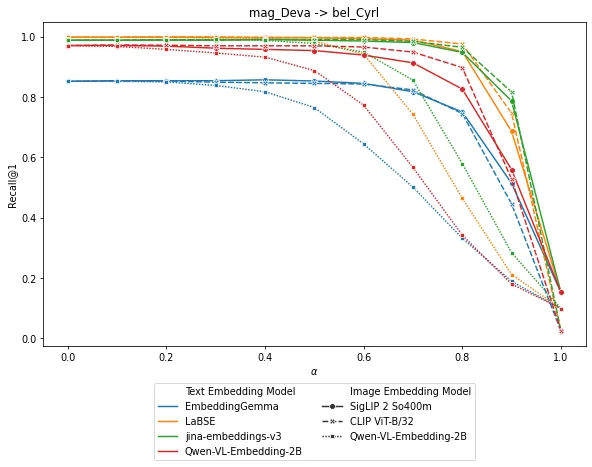 mag_Deva -> bel_Cyrl
1.0
0.8
0.6
0.4
0.2
0.0
Recall@1
0.0 0.2 0.4 0.6 0.8 1.0
α
Text Embedding Model Image Embedding Model
EmbeddingGemma SigLIP 2 So400m
LaBSE CLIP ViT-B/32
jina-embeddings-v3 Qwen-VL-Embedding-2B
Qwen-VL-Embedding-2B